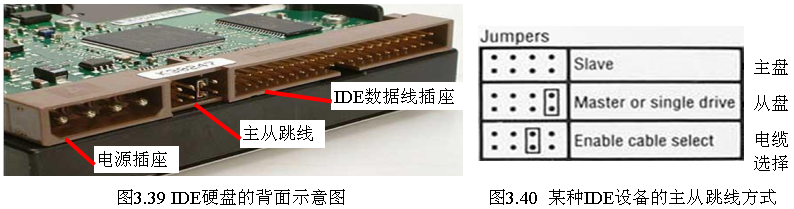 IDE数据线插座
主从跳线
电源插座
图3.39 IDE硬盘的背面示意图
Jumpers
Slave
主盘
Master or single drive
从盘
Enable cable select
电缆
选择
图3.40 某种IDE设备的主从跳线方式